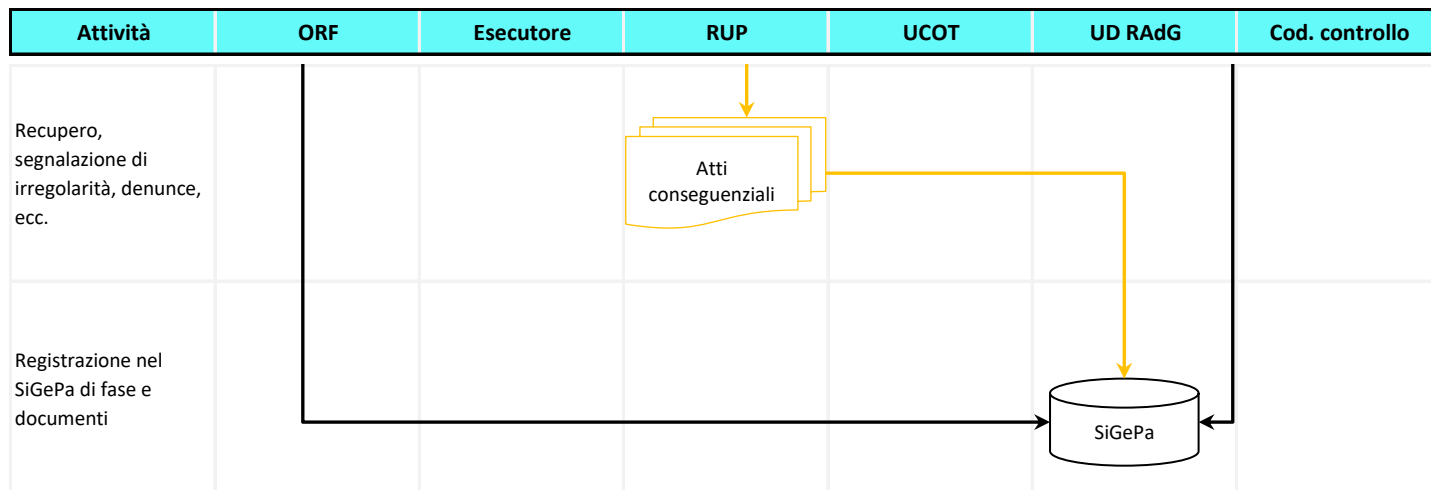 Attività ORF Esecutore RUP UCOT UD RAdG Cod. controllo
Recupero,
segnalazione di
irregolarità, denunce,
ecc.
Atti
conseguenziali
Registrazione nel
SiGePa di fase e
documenti
SiGePa